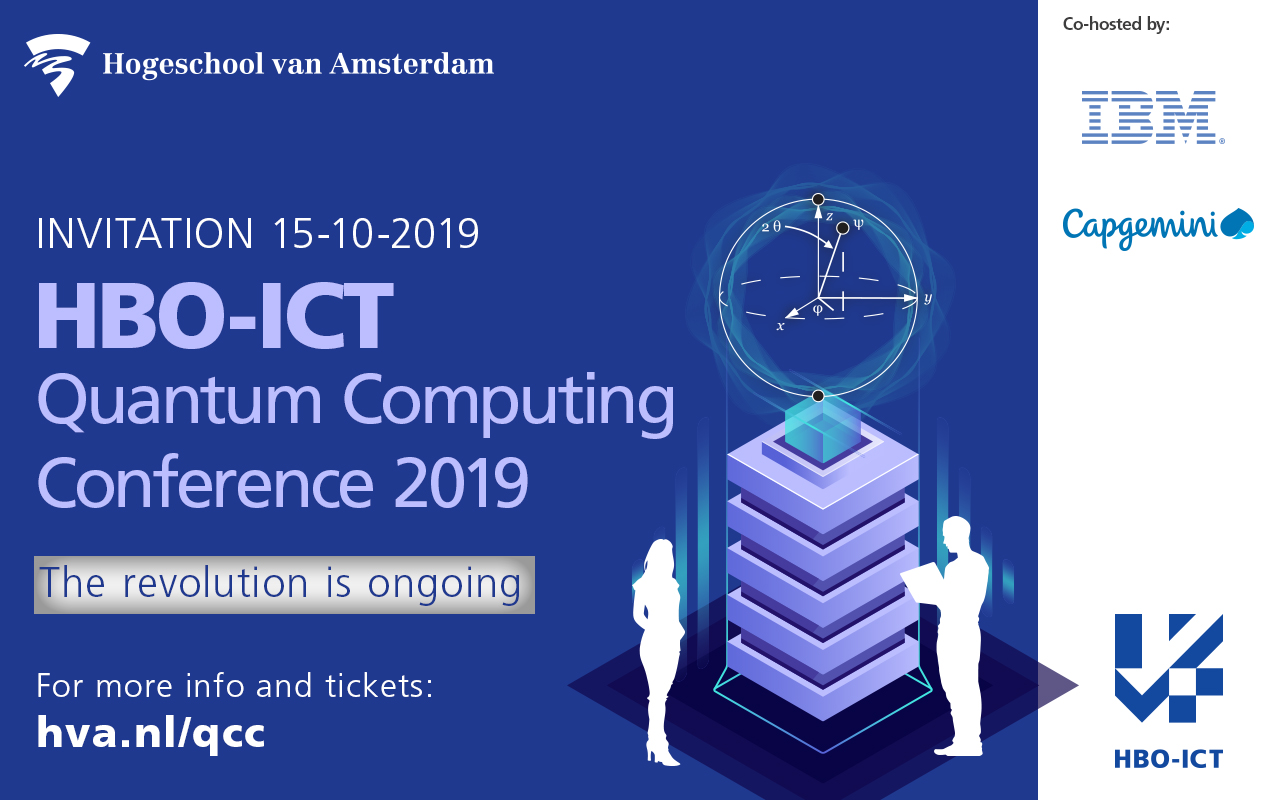 Hogeschool van Amsterdam
INVITATION 15-10-2019
HBO-ICT
Quantum Computing
Conference 2019
The revolution is ongoing
For more info and tickets:
hva.nl/qcc
z
ψ
2 θ
y
φ
x
Co-hosted by:
IBM®
Capgemini
HBO-ICT